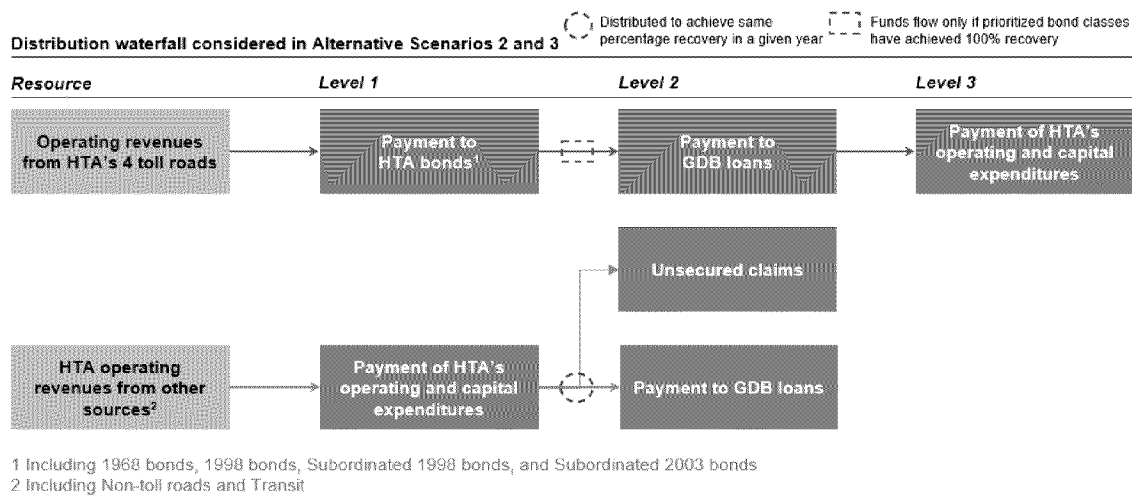 Distributed to achieve same
percentage recovery in a given year
Funds flow only if prioritized bond classes
have achieved 100% recovery
Distribution waterfall considered in Alternative Scenarios 2 and 3
Resource Level 1 Level 2 Level 3
Operating revenues
from HTA's 4 toll roads
Payment to
HTA bonds¹
Payment to
GDB loans
Payment of HTA's
operating and capital
expenditures
Unsecured claims
HTA operating
revenues from other
sources²
Payment of HTA's
operating and capital
expenditures
Payment to GDB loans
1 Including 1968 bonds, 1998 bonds, Subordinated 1998 bonds, and Subordinated 2003 bonds
2 Including Non-toll roads and Transit